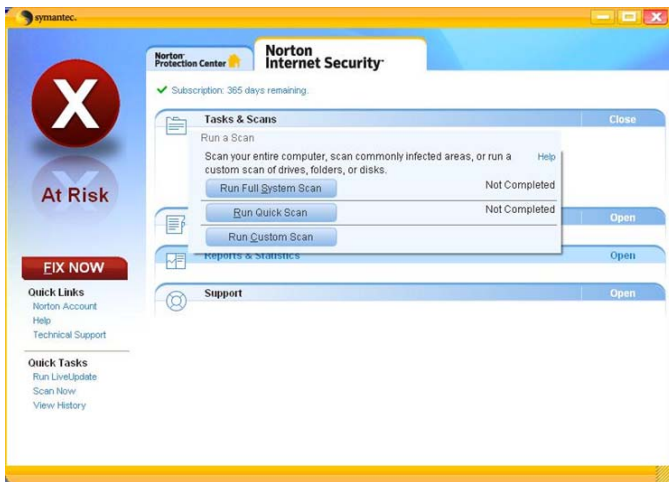 symantec.
Norton
Protection Center
Norton
Internet Security
Subscription: 365 days remaining.
X
At Risk
FIX NOW
Quick Links
Norton Account
Help
Technical Support
Quick Tasks
Run LiveUpdate
Scan Now
View History
Tasks & Scans Close
Run a Scan
Scan your entire computer, scan commonly infected areas, or run a Help
custom scan of drives, folders, or disks.
Run Full System Scan Not Completed
Run Quick Scan Not Completed
Run Custom Scan
Open
Reports & Statistics Open
Support Open